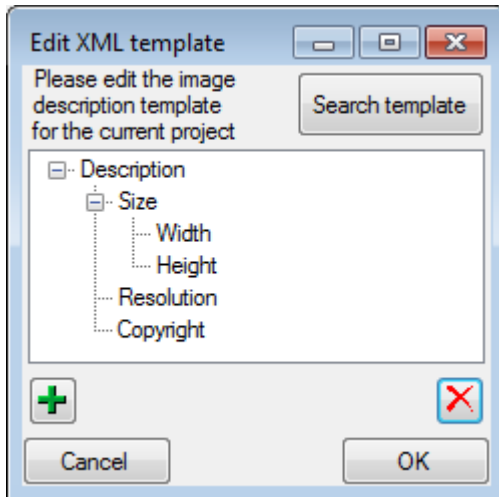 Edit XML template
Please edit the image
description template
for the current project
Search template
Description
Size
Width
Height
Resolution
Copyright
Cancel
OK